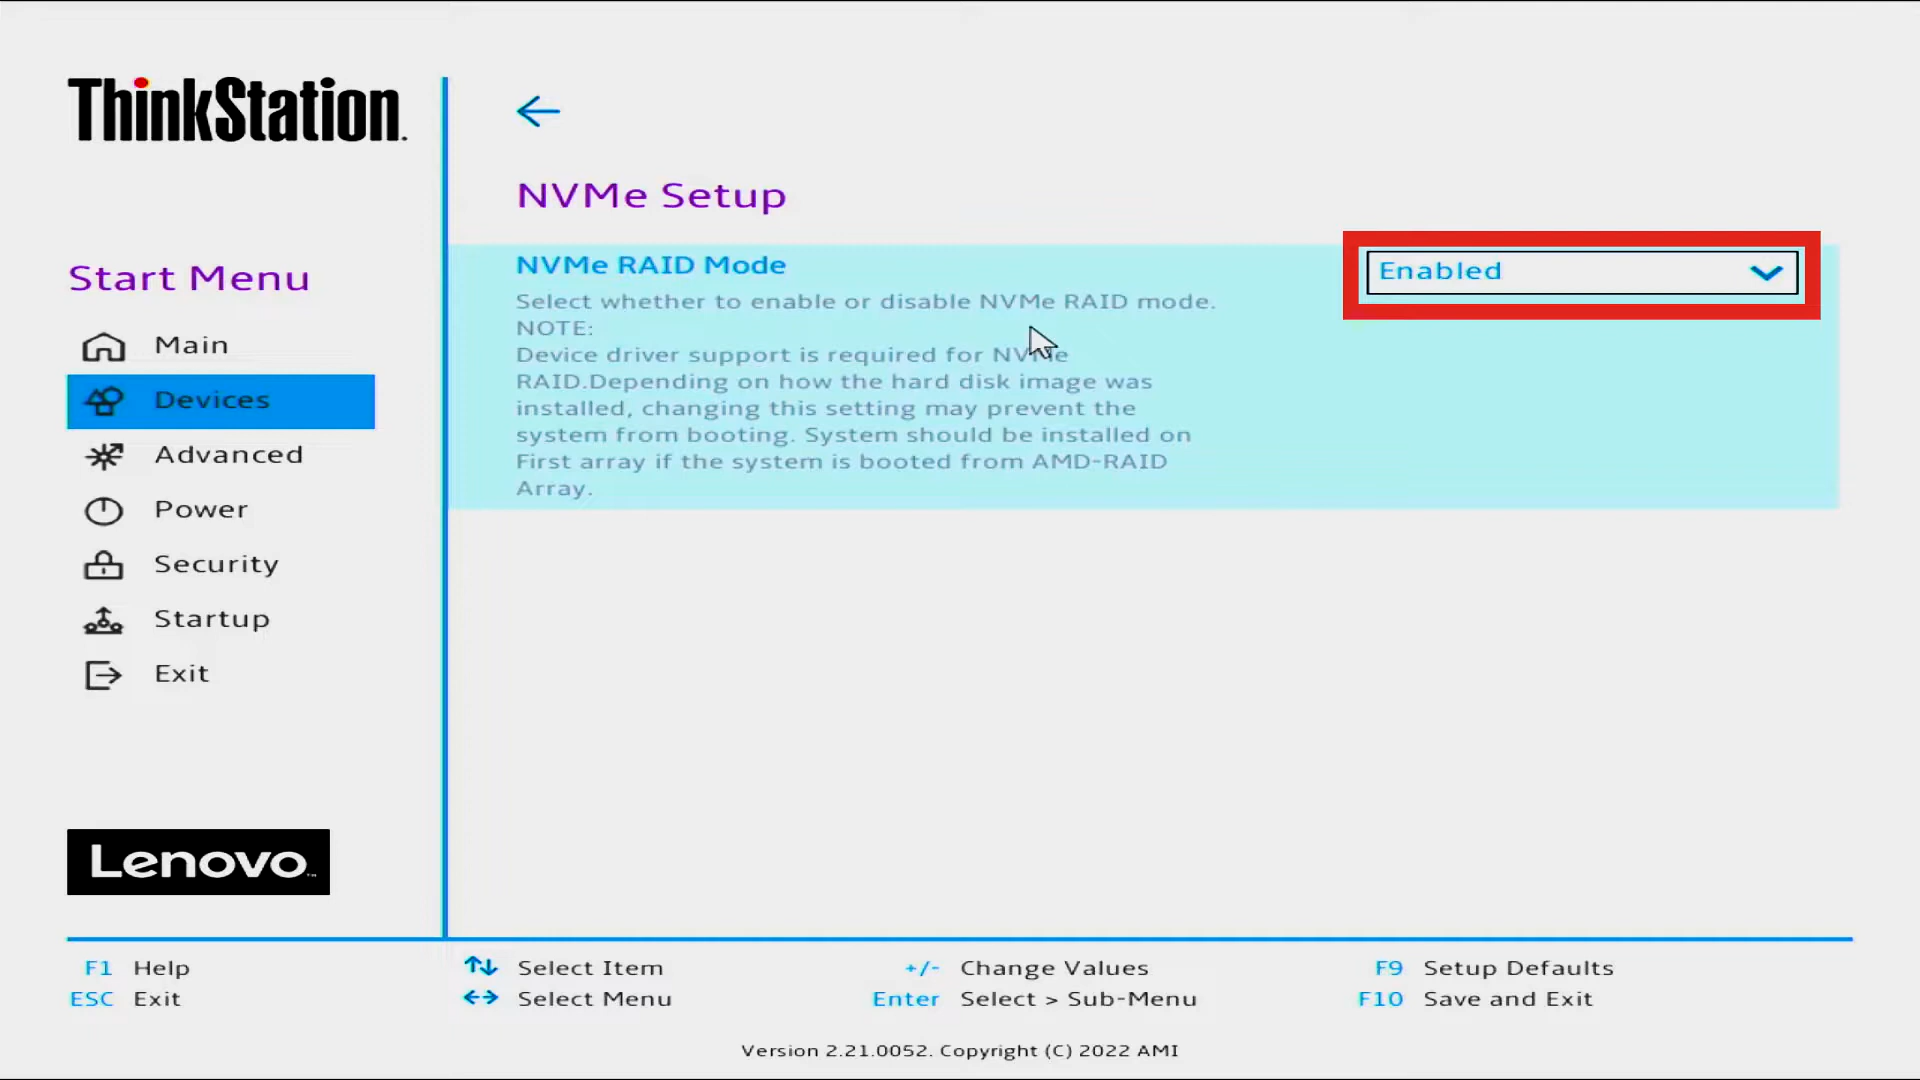 ThinkStation.
NVMe Setup
NVMe RAID Mode
Enabled
Select whether to enable or disable NVMe RAID mode.
NOTE:
Device driver support is required for NVMe
RAID.Depending on how the hard disk image was
installed, changing this setting may prevent the
system from booting. System should be installed on
First array if the system is booted from AMD-RAID
Array.
Start Menu
Main
Devices
Advanced
Power
Security
Startup
Exit
Lenovo™
F1 Help
Select Item
+/- Change Values
F9 Setup Defaults
ESC Exit
Select Menu
Enter Select > Sub-Menu
F10 Save and Exit
Version 2.21.0052. Copyright (C) 2022 AMI